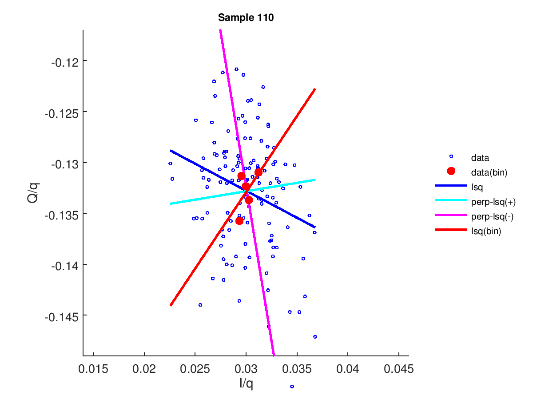 Sample 110
-0.12
-0.125
-0.13
-0.135
-0.14
-0.145
Q/q
0.015
0.02
0.025
0.03
0.035
0.04
0.045
I/q
data
data(bin)
lsq
perp-lsq(+)
perp-lsq(-)
lsq(bin)